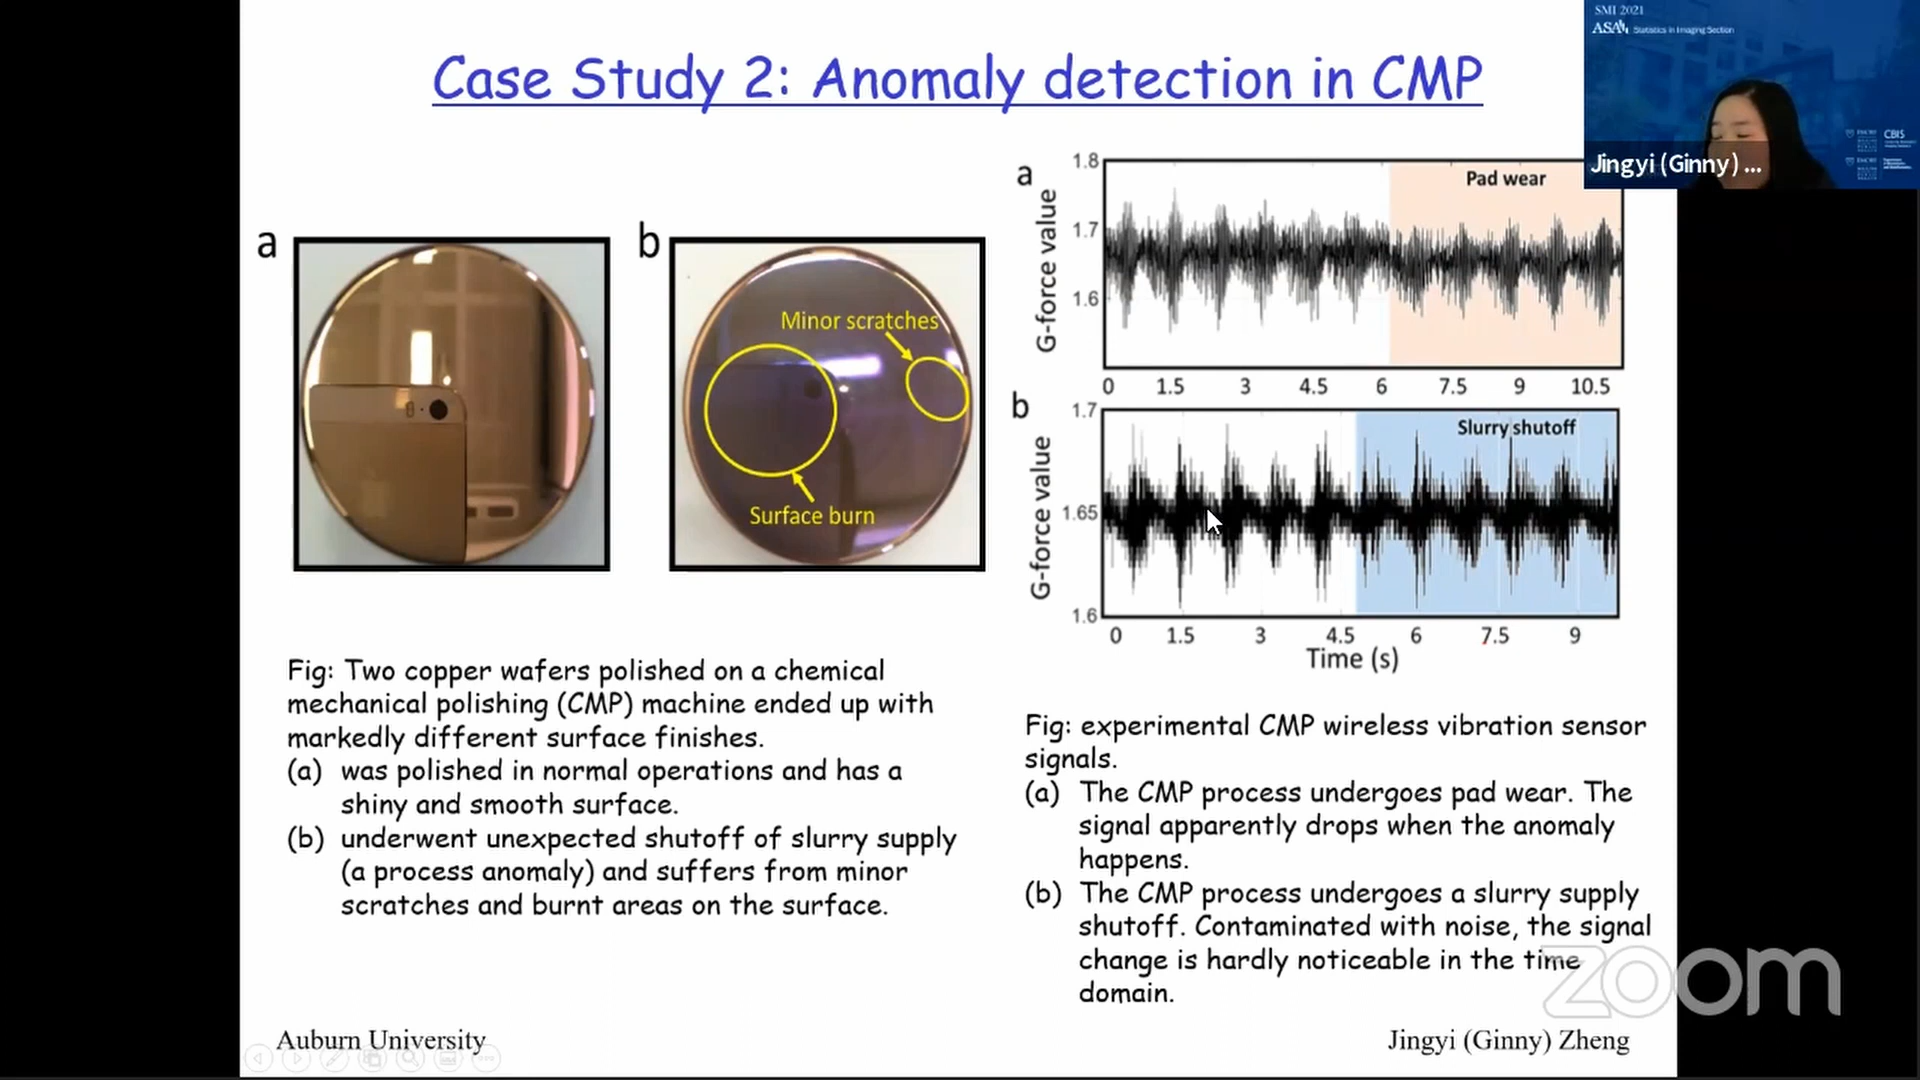 Case Study 2: Anomaly detection in CMP
SMI 2021
ASA Statistics in Imaging Section
CBIS
Jingyi (Ginny) ...
a
b
Minor scratches
Surface burn
a
G-force value
1.8
1.7
1.6
Pad wear
0 1.5 3 4.5 6 7.5 9 10.5
b
G-force value
1.7
1.65
1.6
Slurry shutoff
0 1.5 3 4.5 6 7.5 9
Time (s)
Fig: Two copper wafers polished on a chemical
mechanical polishing (CMP) machine ended up with
markedly different surface finishes.
(a) was polished in normal operations and has a
shiny and smooth surface.
(b) underwent unexpected shutoff of slurry supply
(a process anomaly) and suffers from minor
scratches and burnt areas on the surface.
Fig: experimental CMP wireless vibration sensor
signals.
(a) The CMP process undergoes pad wear. The
signal apparently drops when the anomaly
happens.
(b) The CMP process undergoes a slurry supply
shutoff. Contaminated with noise, the signal
change is hardly noticeable in the time
domain.
zoom
Auburn University
Jingyi (Ginny) Zheng